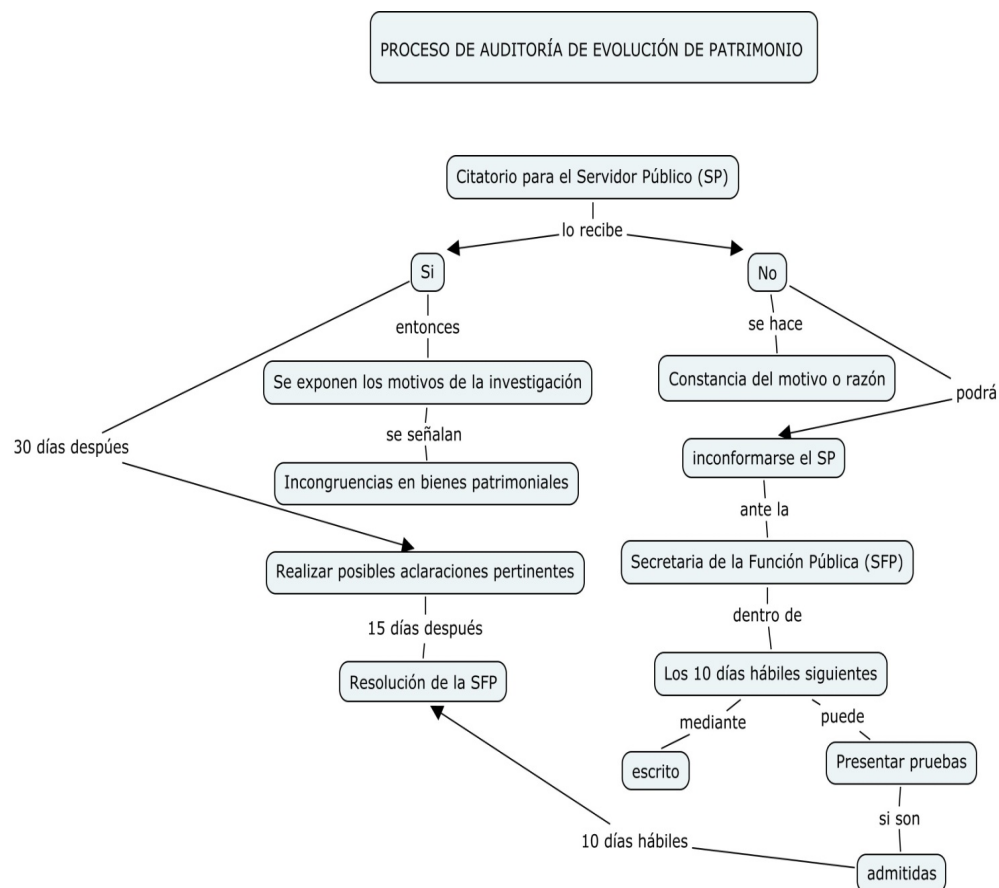 PROCESO DE AUDITORÍA DE EVOLUCIÓN DE PATRIMONIO
Citatorio para el Servidor Público (SP)
lo recibe
Si
No
entonces
se hace
Se exponen los motivos de la investigación
Constancia del motivo o razón
podrá
se señalan
30 días despúes
inconformarse el SP
Incongruencias en bienes patrimoniales
ante la
Realizar posibles aclaraciones pertinentes
Secretaria de la Función Pública (SFP)
15 días después
dentro de
Resolución de la SFP
Los 10 días hábiles siguientes
mediante
puede
escrito
Presentar pruebas
si son
10 días hábiles
admitidas